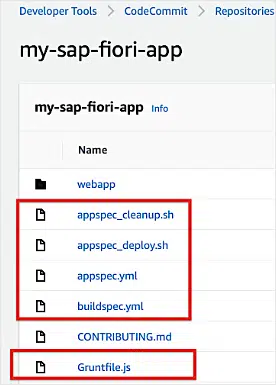 Developer Tools > CodeCommit > Repositories
my-sap-fiori-app
my-sap-fiori-app Info
Name
webapp
appspec_cleanup.sh
appspec_deploy.sh
appspec.yml
buildspec.yml
CONTRIBUTING.md
Gruntfile.js